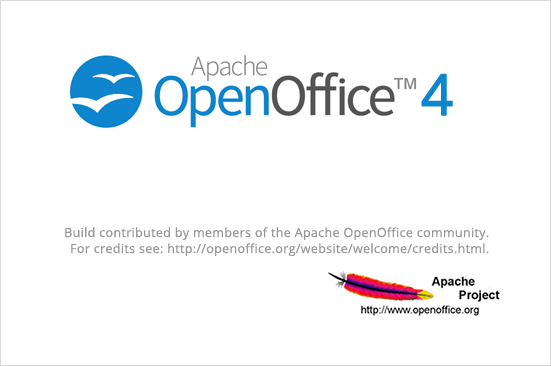 Apache
OpenOffice™ 4
Build contributed by members of the Apache OpenOffice community.
For credits see: http://openoffice.org/website/welcome/credits.html.
Apache
Project
http://www.openoffice.org